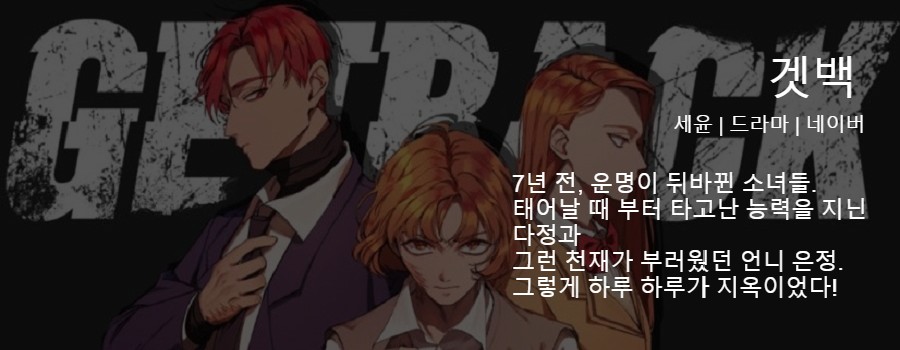 GETBACK
겟백
세윤 | 드라마 | 네이버
7년 전, 운명이 뒤바뀐 소녀들.
태어날 때 부터 타고난 능력을 지닌
다정과
그런 천재가 부러웠던 언니 은정.
그렇게 하루 하루가 지옥이었다!